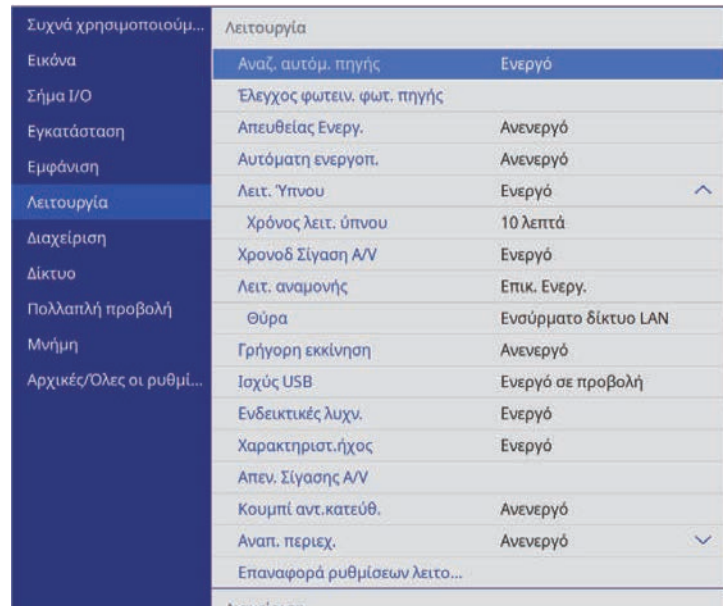 Συχνά χρησιμοποιούμ...
Εικόνα
Σήμα I/O
Εγκατάσταση
Εμφάνιση
Λειτουργία
Διαχείριση
Δίκτυο
Πολλαπλή προβολή
Μνήμη
Αρχικές/Όλες οι ρυθμί...
Λειτουργία
Αναζ. αυτόμ. πηγής Ενεργό
Έλεγχος φωτειν. φωτ. πηγής
Απευθείας Ενεργ. Ανενεργό
Αυτόματη ενεργοπ. Ανενεργό
Λειτ. Ύπνου Ενεργό
Χρόνος λειτ. ύπνου 10 λεπτά
Χρονοδ Σίγαση A/V Ενεργό
Λειτ. αναμονής Επικ. Ενεργ.
Θύρα Ενσύρματο δίκτυο LAN
Γρήγορη εκκίνηση Ανενεργό
Ισχύς USB Ενεργό σε προβολή
Ενδεικτικές λυχν. Ενεργό
Χαρακτηριστ.ήχος Ενεργό
Απεν. Σίγασης A/V
Κουμπί αντ.κατεύθ. Ανενεργό
Αναπ. περιεχ. Ανενεργό
Επαναφορά ρυθμίσεων λειτο...